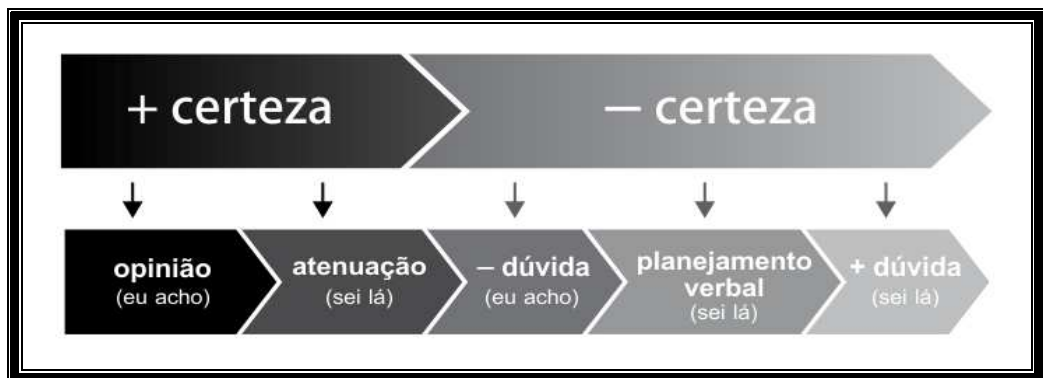 + certeza
– certeza
opinião
(eu acho)
atenuação
(sei lá)
– dúvida
(eu acho)
planejamento
verbal
(sei lá)
+ dúvida
(sei lá)